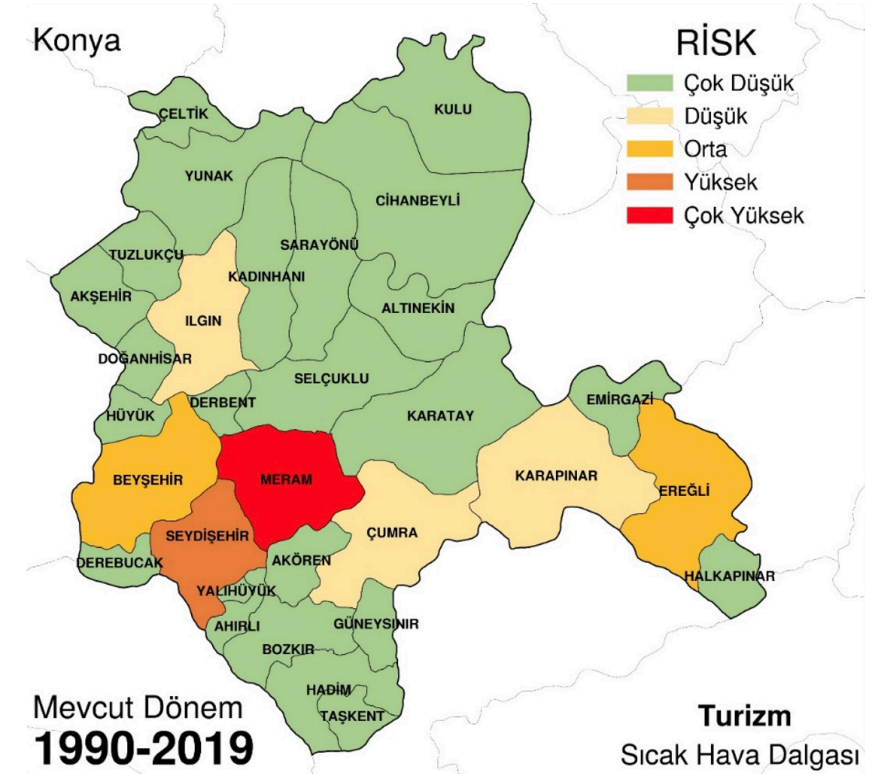 Konya
RİSK
Çok Düşük
Düşük
Orta
Yüksek
Çok Yüksek
KULU
ÇELTİK
YUNAK
CİHANBEYLİ
SARAYÖNÜ
TUZLUKÇU
KADINHANI
AKŞEHİR
ALTINEKİN
ILGIN
DOĞANHİSAR
SELÇUKLU
EMİRGAZİ
DERBENT
HÜYÜK
KARATAY
BEYŞEHİR
MERAM
KARAPINAR
EREĞLİ
SEYDİŞEHİR
ÇUMRA
DEREBUCAK
AKÖREN
HALKAPINAR
YALIHÜYÜK
AHIRLI
GÜNEYSINIR
BOZKIR
HADİM
TAŞKENT
Mevcut Dönem
1990-2019
Turizm
Sıcak Hava Dalgası